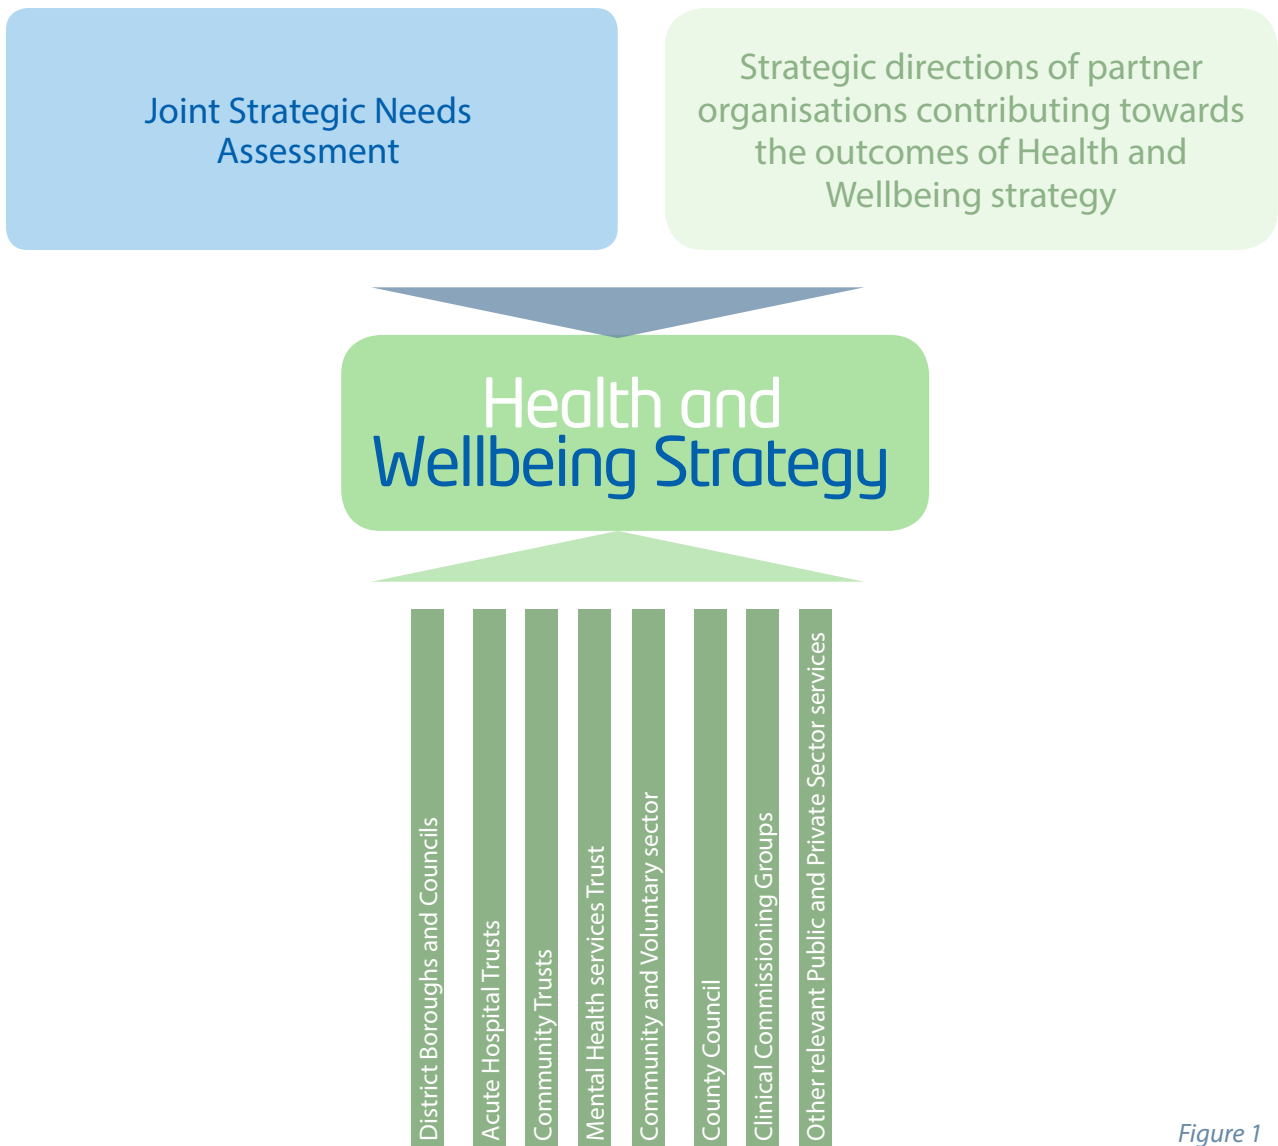 Joint Strategic Needs
Assessment
Strategic directions of partner
organisations contributing towards
the outcomes of Health and
Wellbeing strategy
Health and
Wellbeing Strategy
District Boroughs and Councils
Acute Hospital Trusts
Community Trusts
Mental Health services Trust
Community and Voluntary sector
County Council
Clinical Commissioning Groups
Other relevant Public and Private Sector services
Figure 1